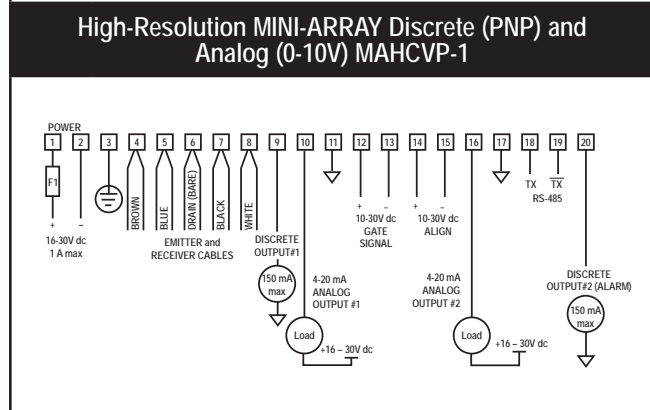 High-Resolution MINI-ARRAY Discrete (PNP) and
Analog (0-10V) MAHCVP-1
POWER
1 2 3 4 5 6 7 8 9 10 11 12 13 14 15 16 17 18 19 20
F1
+ –
16-30V dc
1 A max
BROWN
BLUE
DRAIN (BARE)
BLACK
WHITE
EMITTER and
RECEIVER CABLES
DISCRETE
OUTPUT#1
150 mA
max
4-20 mA
ANALOG
OUTPUT #1
Load
+16 – 30V dc
+ –
10-30V dc
GATE
SIGNAL
+ –
10-30V dc
ALIGN
4-20 mA
ANALOG
OUTPUT #2
Load
+16 – 30V dc
TX TX
RS-485
DISCRETE
OUTPUT#2 (ALARM)
150 mA
max